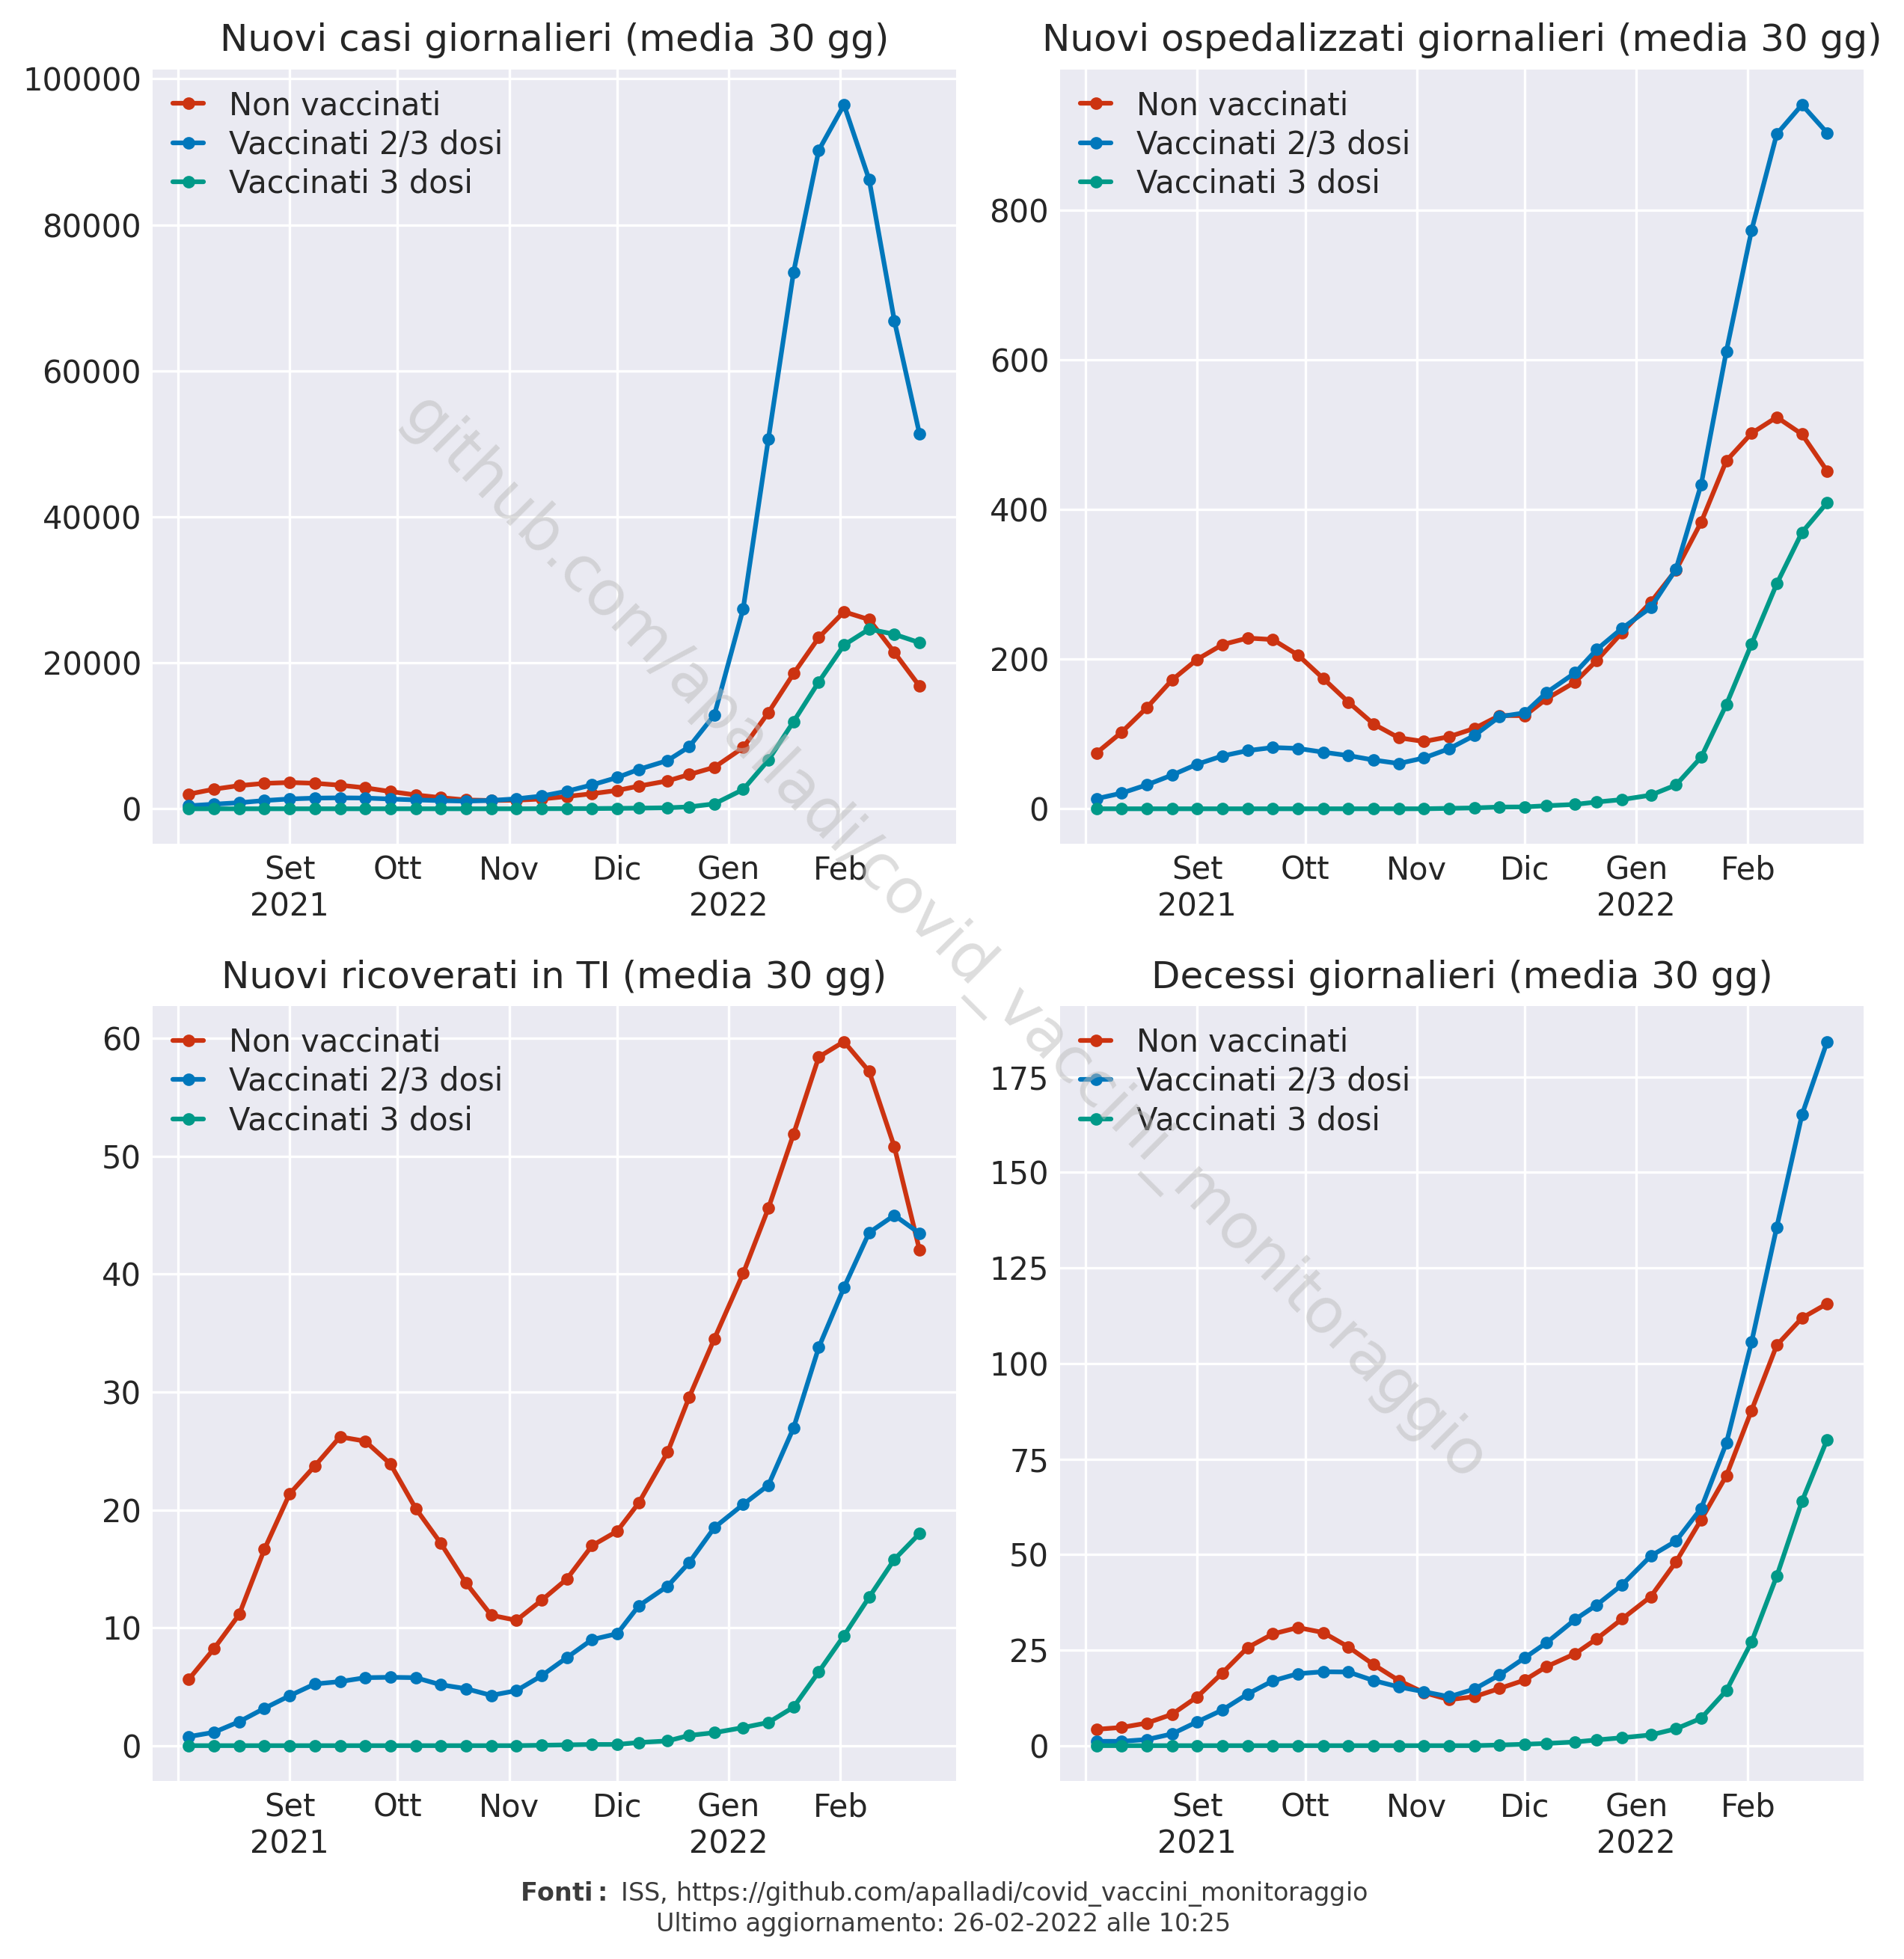 Nuovi casi giornalieri (media 30 gg)
100000
80000
60000
40000
20000
0
Non vaccinati
Vaccinati 2/3 dosi
Vaccinati 3 dosi
Set
2021
Ott
Nov
Dic
Gen
2022
Feb
Nuovi ospedalizzati giornalieri (media 30 gg)
800
600
400
200
0
Non vaccinati
Vaccinati 2/3 dosi
Vaccinati 3 dosi
Set
2021
Ott
Nov
Dic
Gen
2022
Feb
Nuovi ricoverati in TI (media 30 gg)
60
50
40
30
20
10
0
Non vaccinati
Vaccinati 2/3 dosi
Vaccinati 3 dosi
Set
2021
Ott
Nov
Dic
Gen
2022
Feb
Decessi giornalieri (media 30 gg)
175
150
125
100
75
50
25
0
Non vaccinati
Vaccinati 2/3 dosi
Vaccinati 3 dosi
Set
2021
Ott
Nov
Dic
Gen
2022
Feb
github.com/apalladi/covid_vaccini_monitoraggio
Fonti: ISS, https://github.com/apalladi/covid_vaccini_monitoraggio
Ultimo aggiornamento: 26-02-2022 alle 10:25